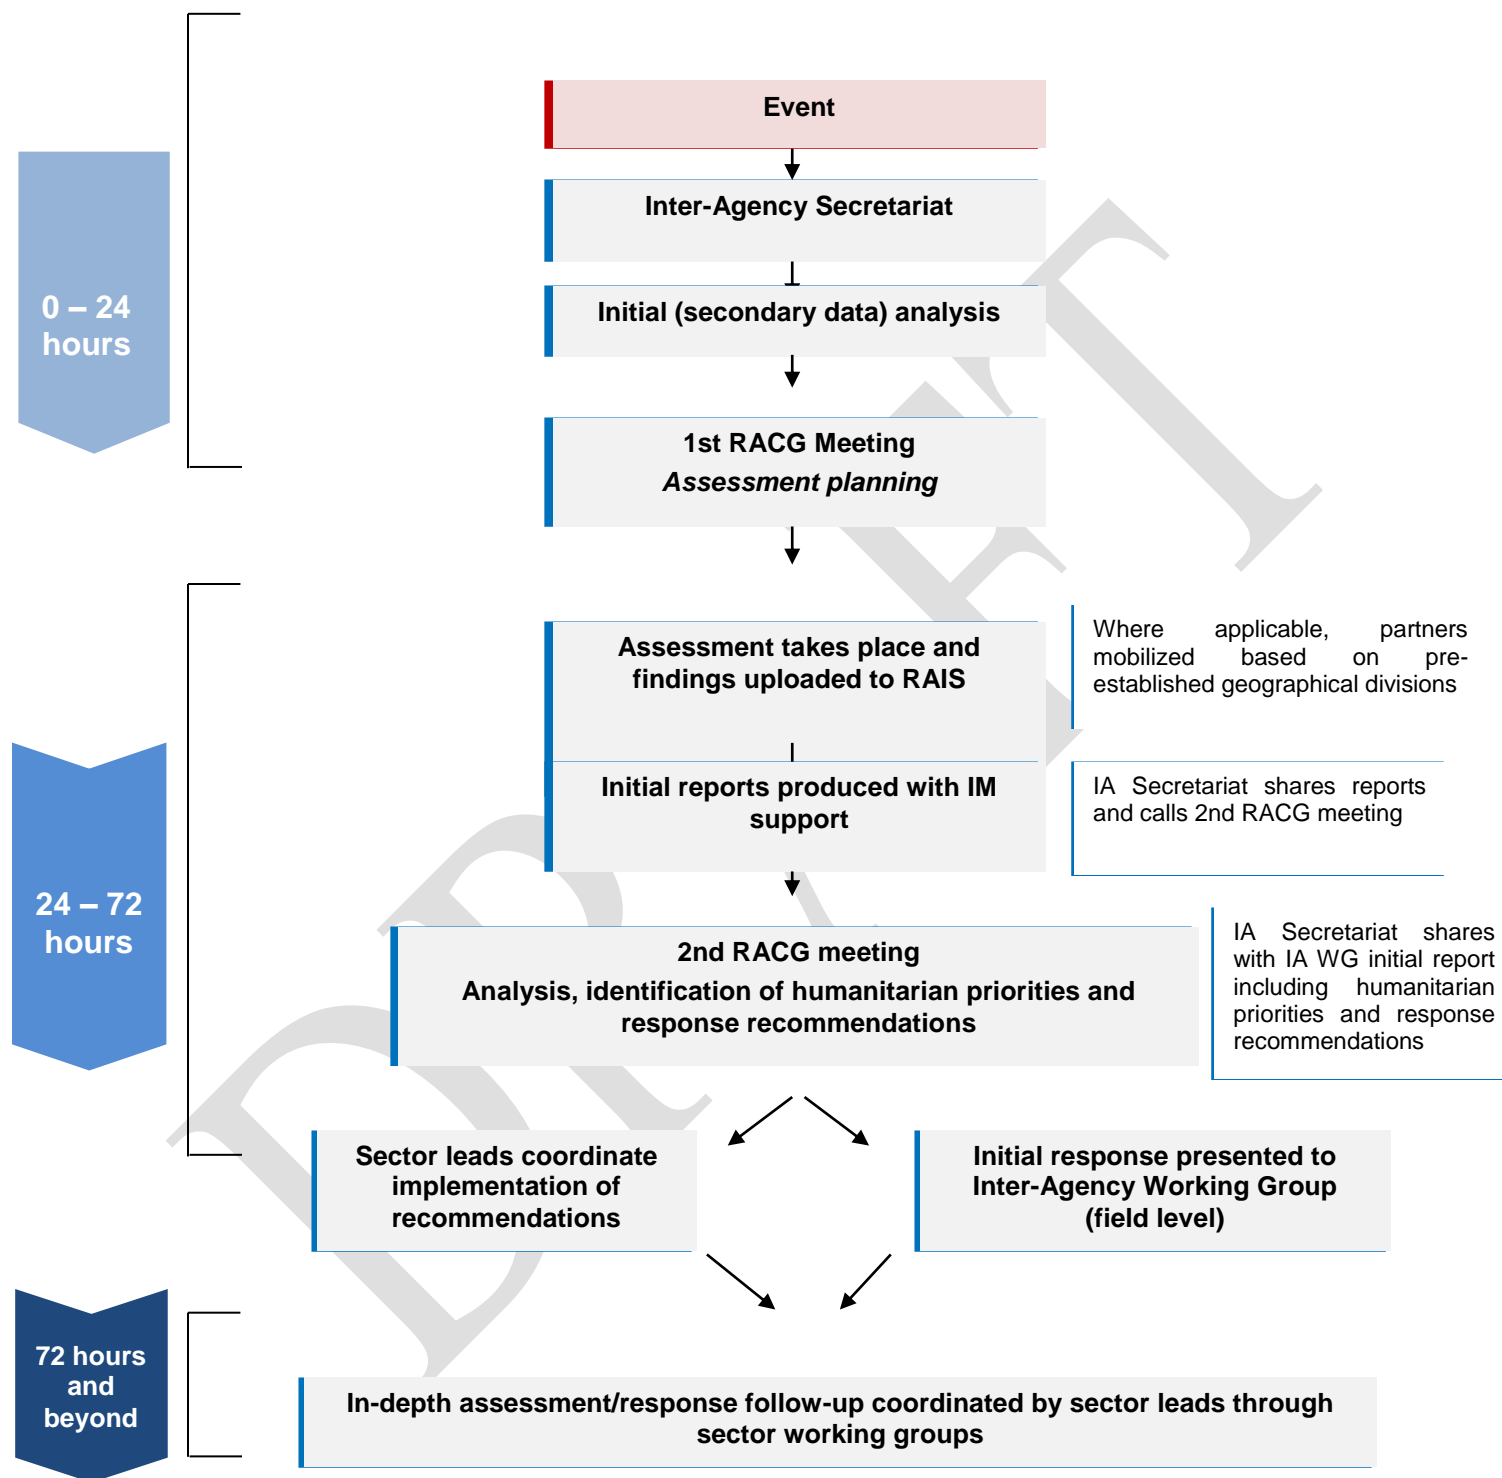 Event
Inter-Agency Secretariat
Initial (secondary data) analysis
0 – 24
hours
1st RACG Meeting
Assessment planning
Assessment takes place and
findings uploaded to RAIS
Where applicable, partners
mobilized based on pre-
established geographical divisions
Initial reports produced with IM
support
IA Secretariat shares reports
and calls 2nd RACG meeting
24 – 72
hours
2nd RACG meeting
Analysis, identification of humanitarian priorities and
response recommendations
IA Secretariat shares
with IA WG initial report
including humanitarian
priorities and response
recommendations
Sector leads coordinate
implementation of
recommendations
Initial response presented to
Inter-Agency Working Group
(field level)
72 hours
and
beyond
In-depth assessment/response follow-up coordinated by sector leads through
sector working groups
DRAFT